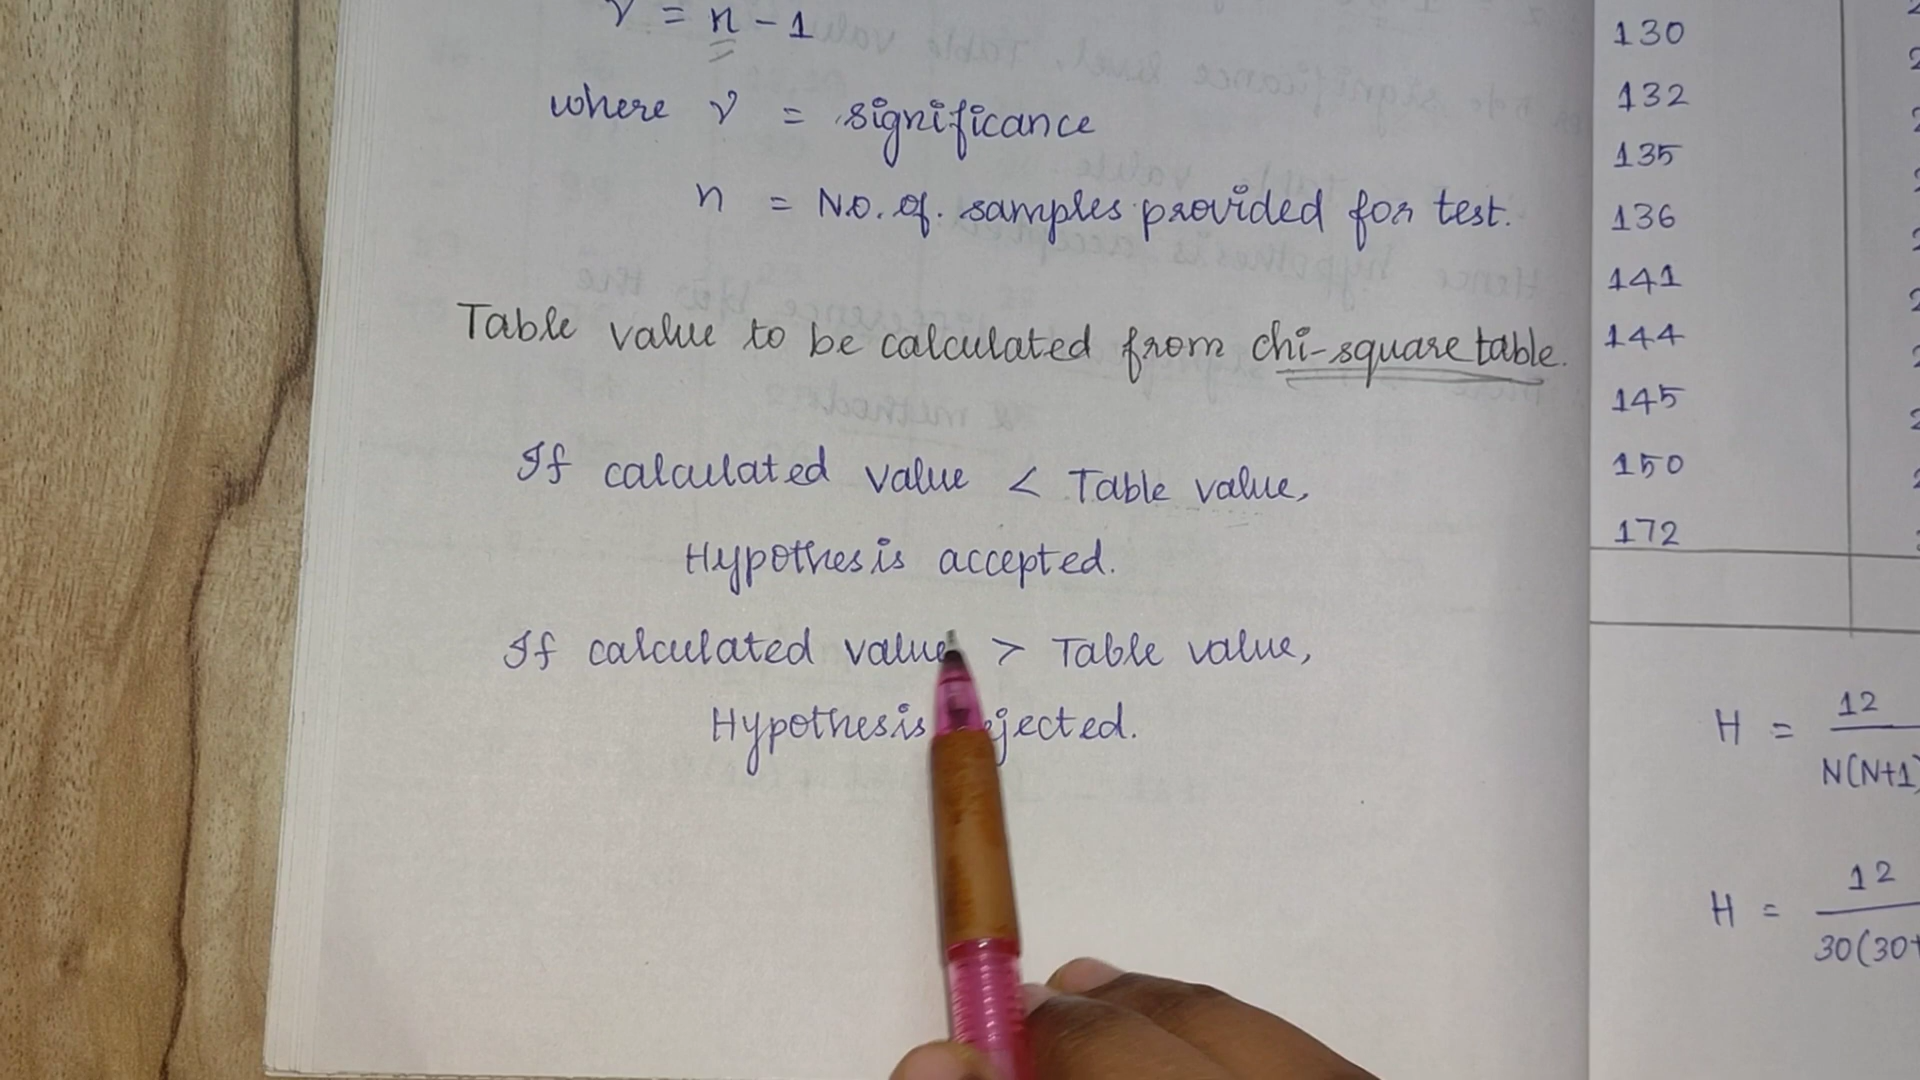 ν = n - 1
where ν = significance
n = No. of. samples provided for test.
Table value to be calculated from chi-square table.
If calculated value < Table value,
Hypothesis accepted.
If calculated value > Table value,
Hypothesis jected.
130
132
135
136
141
144
145
150
172
H = 12
N(N+1
H = 12
30(30+